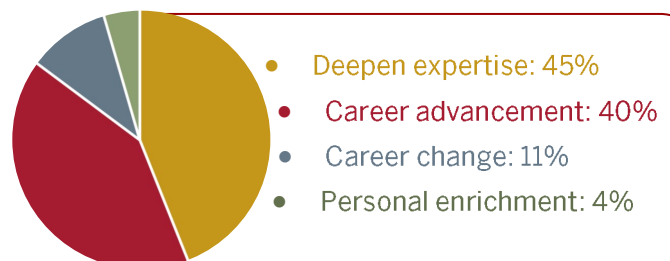 Deepen expertise: 45%
Career advancement: 40%
Career change: 11%
Personal enrichment: 4%